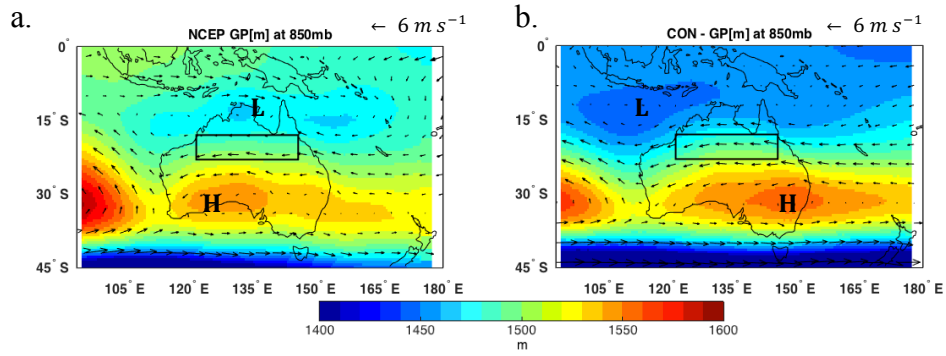 a.
NCEP GP[m] at 850mb
← 6 m s⁻¹
0°
15° S
30° S
45° S
L
H
105° E 120° E 135° E 150° E 165° E 180° E
b.
CON - GP[m] at 850mb
← 6 m s⁻¹
0°
15° S
30° S
45° S
L
H
105° E 120° E 135° E 150° E 165° E 180° E
1400 1450 1500 1550 1600
m